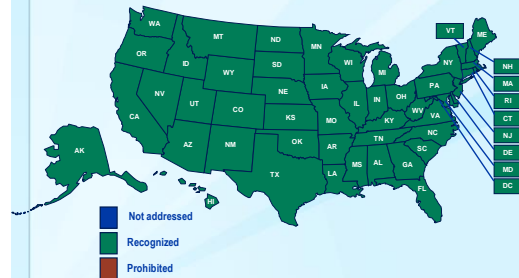 WA
MT
ND
MN
VT
ME
OR
ID
SD
WI
MI
NY
NH
WY
MA
IA
PA
NE
RI
NV
OH
IL
IN
UT
CO
WV
VA
CT
CA
KS
MO
KY
NJ
NC
TN
OK
DE
AZ
NM
AR
SC
AK
MS
AL
GA
MD
TX
LA
DC
FL
HI
Not addressed
Recognized
Prohibited